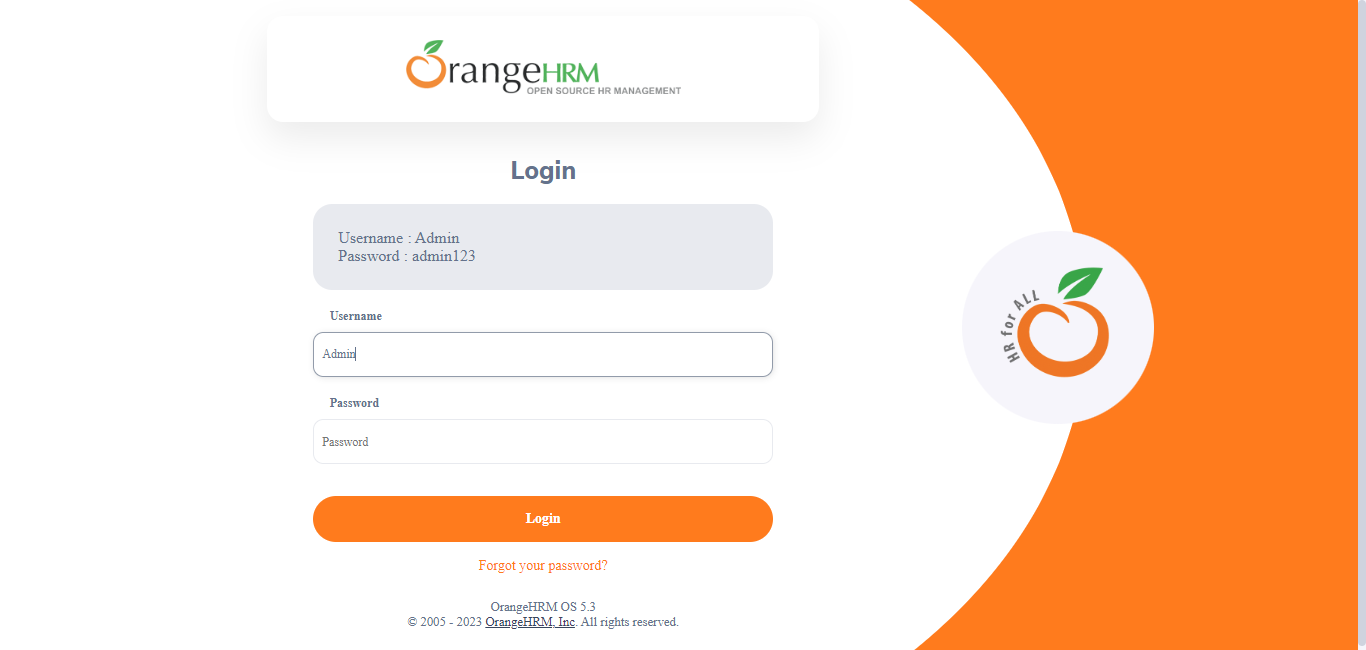 OrangeHRM
OPEN SOURCE HR MANAGEMENT
Login
Username : Admin
Password : admin123
Username
Admin
Password
Password
Login
Forgot your password?
OrangeHRM OS 5.3
© 2005 - 2023 OrangeHRM, Inc. All rights reserved.
HR for ALL